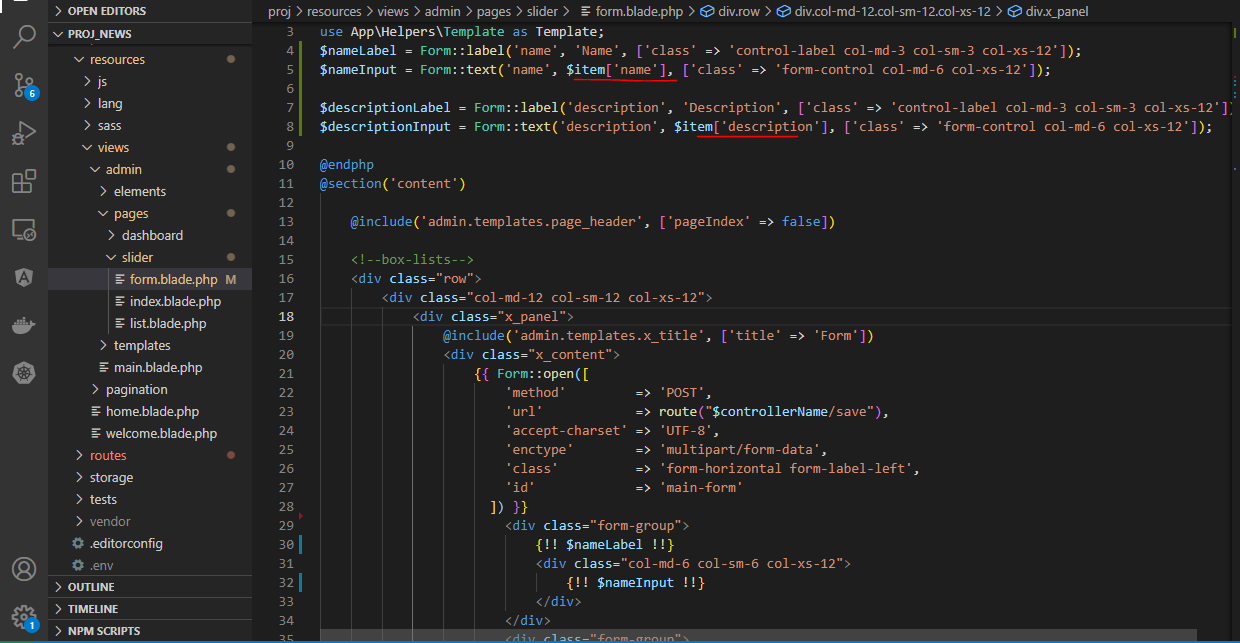 OPEN EDITORS
PROJ_NEWS
resources
js
lang
sass
views
admin
elements
pages
dashboard
slider
form.blade.php M
index.blade.php
list.blade.php
templates
main.blade.php
pagination
home.blade.php
welcome.blade.php
routes
storage
tests
vendor
.editorconfig
.env
OUTLINE
TIMELINE
NPM SCRIPTS
6
1
proj > resources > views > admin > pages > slider > form.blade.php > div.row > div.col-md-12.col-sm-12.col-xs-12 > div.x_panel
3 use App\Helpers\Template as Template;
4 $nameLabel = Form::label('name', 'Name', ['class' => 'control-label col-md-3 col-sm-3 col-xs-12']);
5 $nameInput = Form::text('name', $item['name'], ['class' => 'form-control col-md-6 col-xs-12']);
6
7 $descriptionLabel = Form::label('description', 'Description', ['class' => 'control-label col-md-3 col-sm-3 col-xs-12']
8 $descriptionInput = Form::text('description', $item['description'], ['class' => 'form-control col-md-6 col-xs-12']);
9
10 @endphp
11 @section('content')
12
13 @include('admin.templates.page_header', ['pageIndex' => false])
14
15 <!--box-lists-->
16 <div class="row">
17 <div class="col-md-12 col-sm-12 col-xs-12">
18 <div class="x_panel">
19 @include('admin.templates.x_title', ['title' => 'Form'])
20 <div class="x_content">
21 {{ Form::open([
22 'method' => 'POST',
23 'url' => route("$controllerName/save"),
24 'accept-charset' => 'UTF-8',
25 'enctype' => 'multipart/form-data',
26 'class' => 'form-horizontal form-label-left',
27 'id' => 'main-form'
28 ]) }}
29 <div class="form-group">
30 {!! $nameLabel !!}
31 <div class="col-md-6 col-sm-6 col-xs-12">
32 {!! $nameInput !!}
33 </div>
34 </div>
35 <div class="form-group">